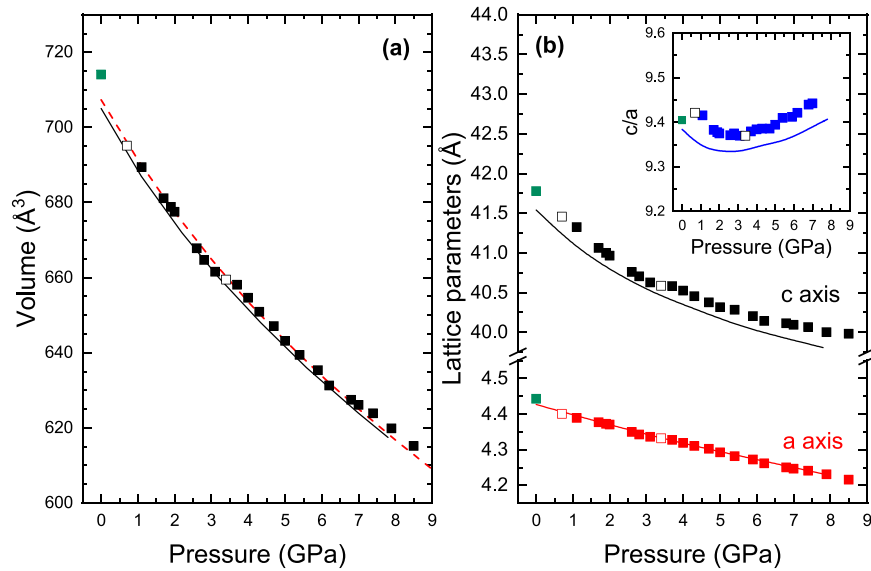 (a)
Volume (Å³)
720
700
680
660
640
620
600
0 1 2 3 4 5 6 7 8 9
Pressure (GPa)
(b)
Lattice parameters (Å)
44.0
43.5
43.0
42.5
42.0
41.5
41.0
40.5
40.0
4.5
4.4
4.3
4.2
c axis
a axis
0 1 2 3 4 5 6 7 8 9
Pressure (GPa)
c/a
9.6
9.5
9.4
9.3
9.2
0 1 2 3 4 5 6 7 8 9
Pressure (GPa)